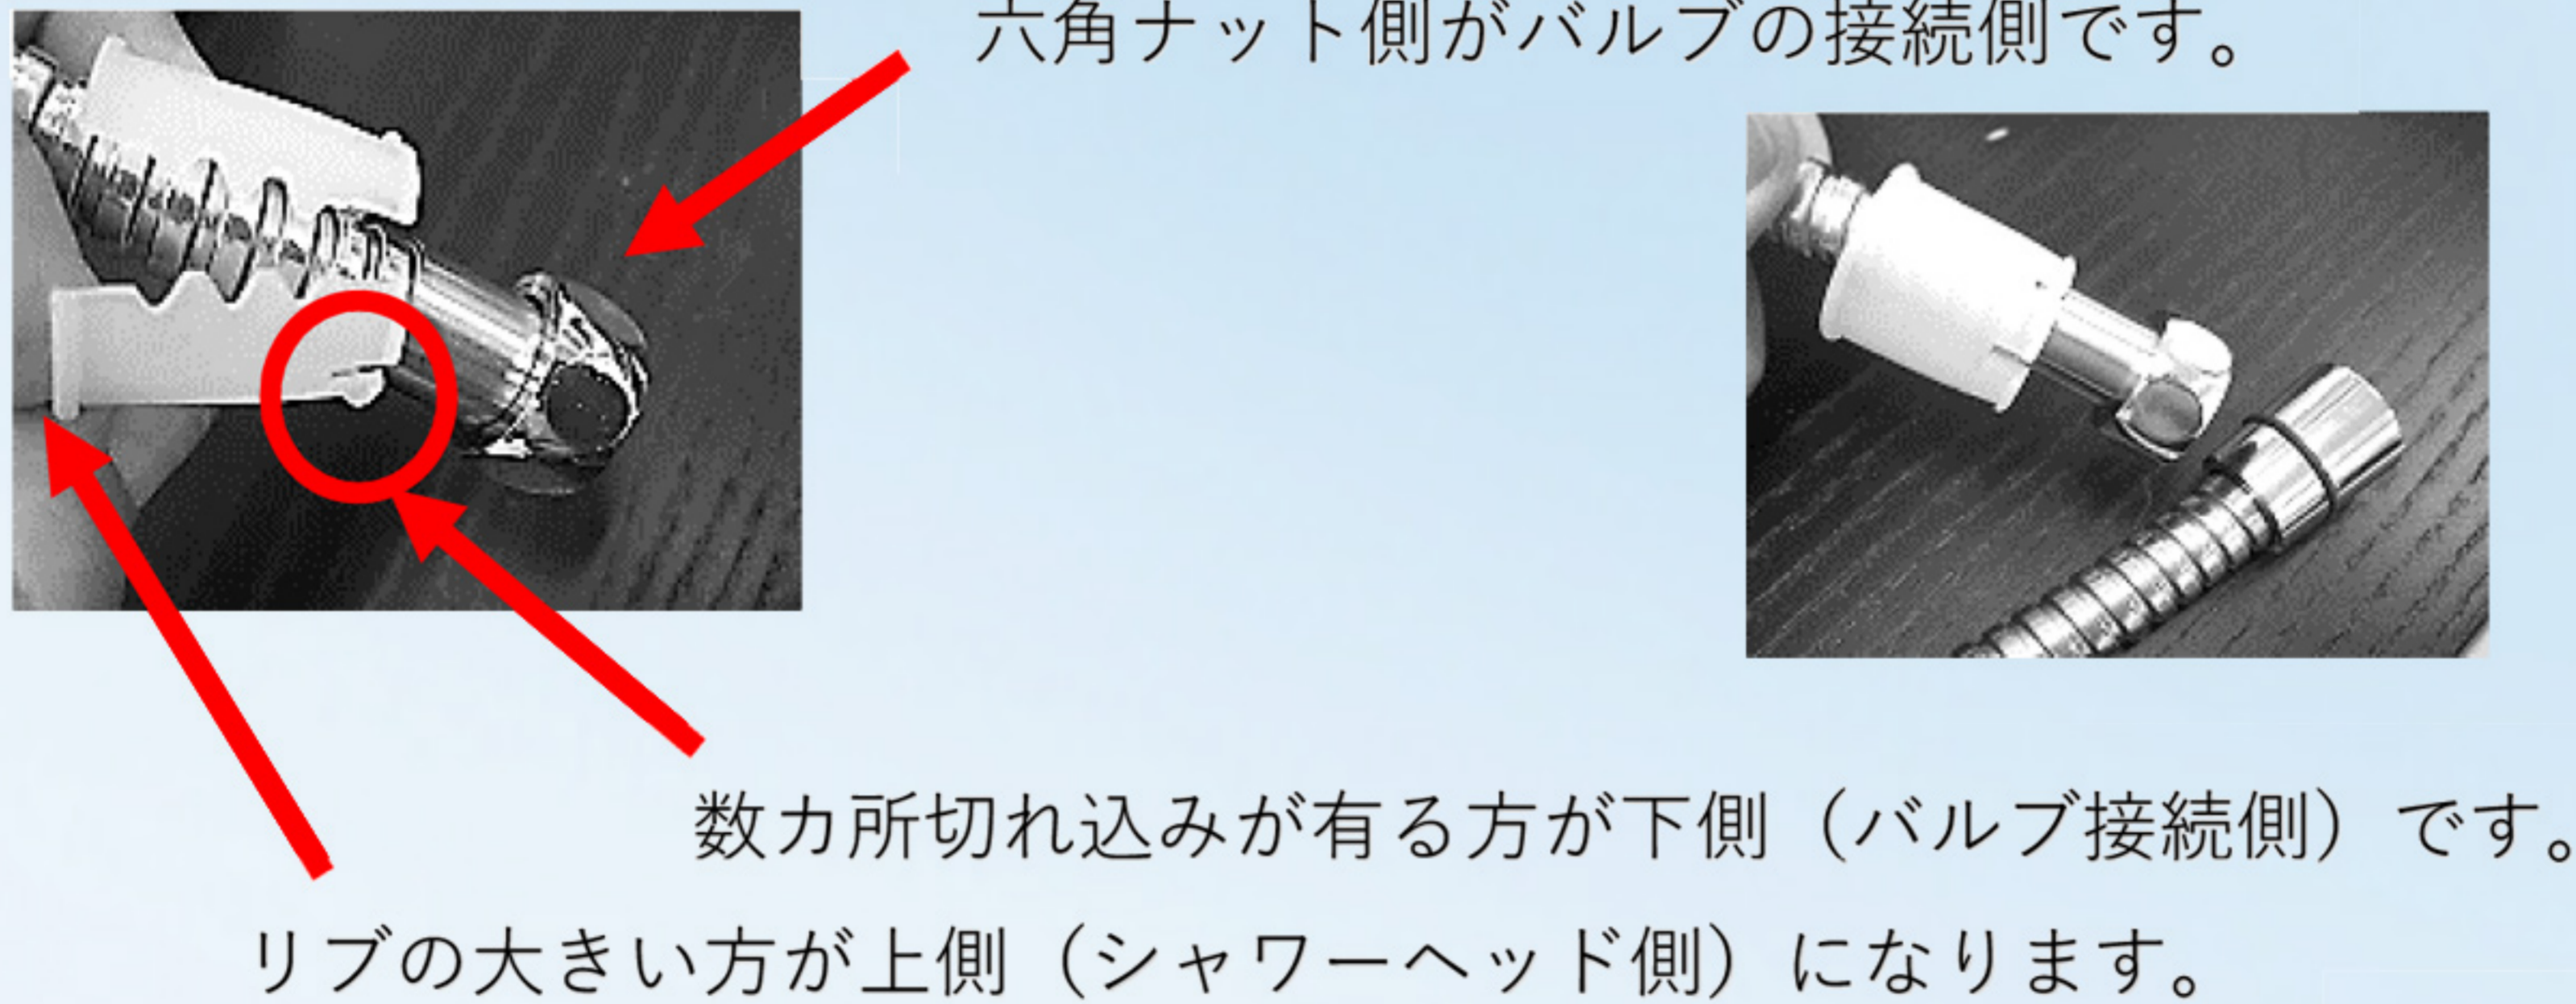 六角ナット側がバルブの接続側です。
数カ所切れ込みが有る方が下側（バルブ接続側）です。
リブの大きい方が上側（シャワーヘッド側）になります。